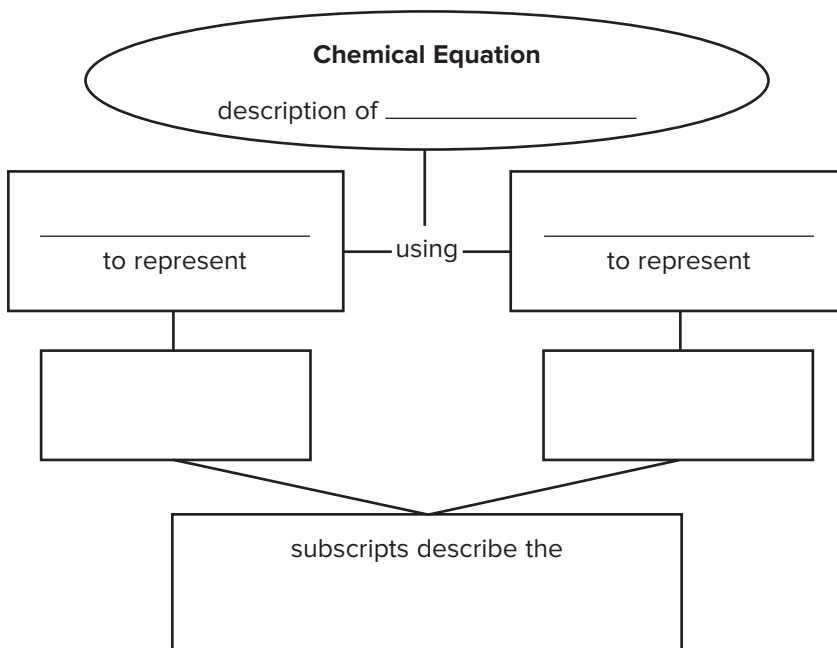 Chemical Equation
description of
using
to represent
to represent
subscripts describe the